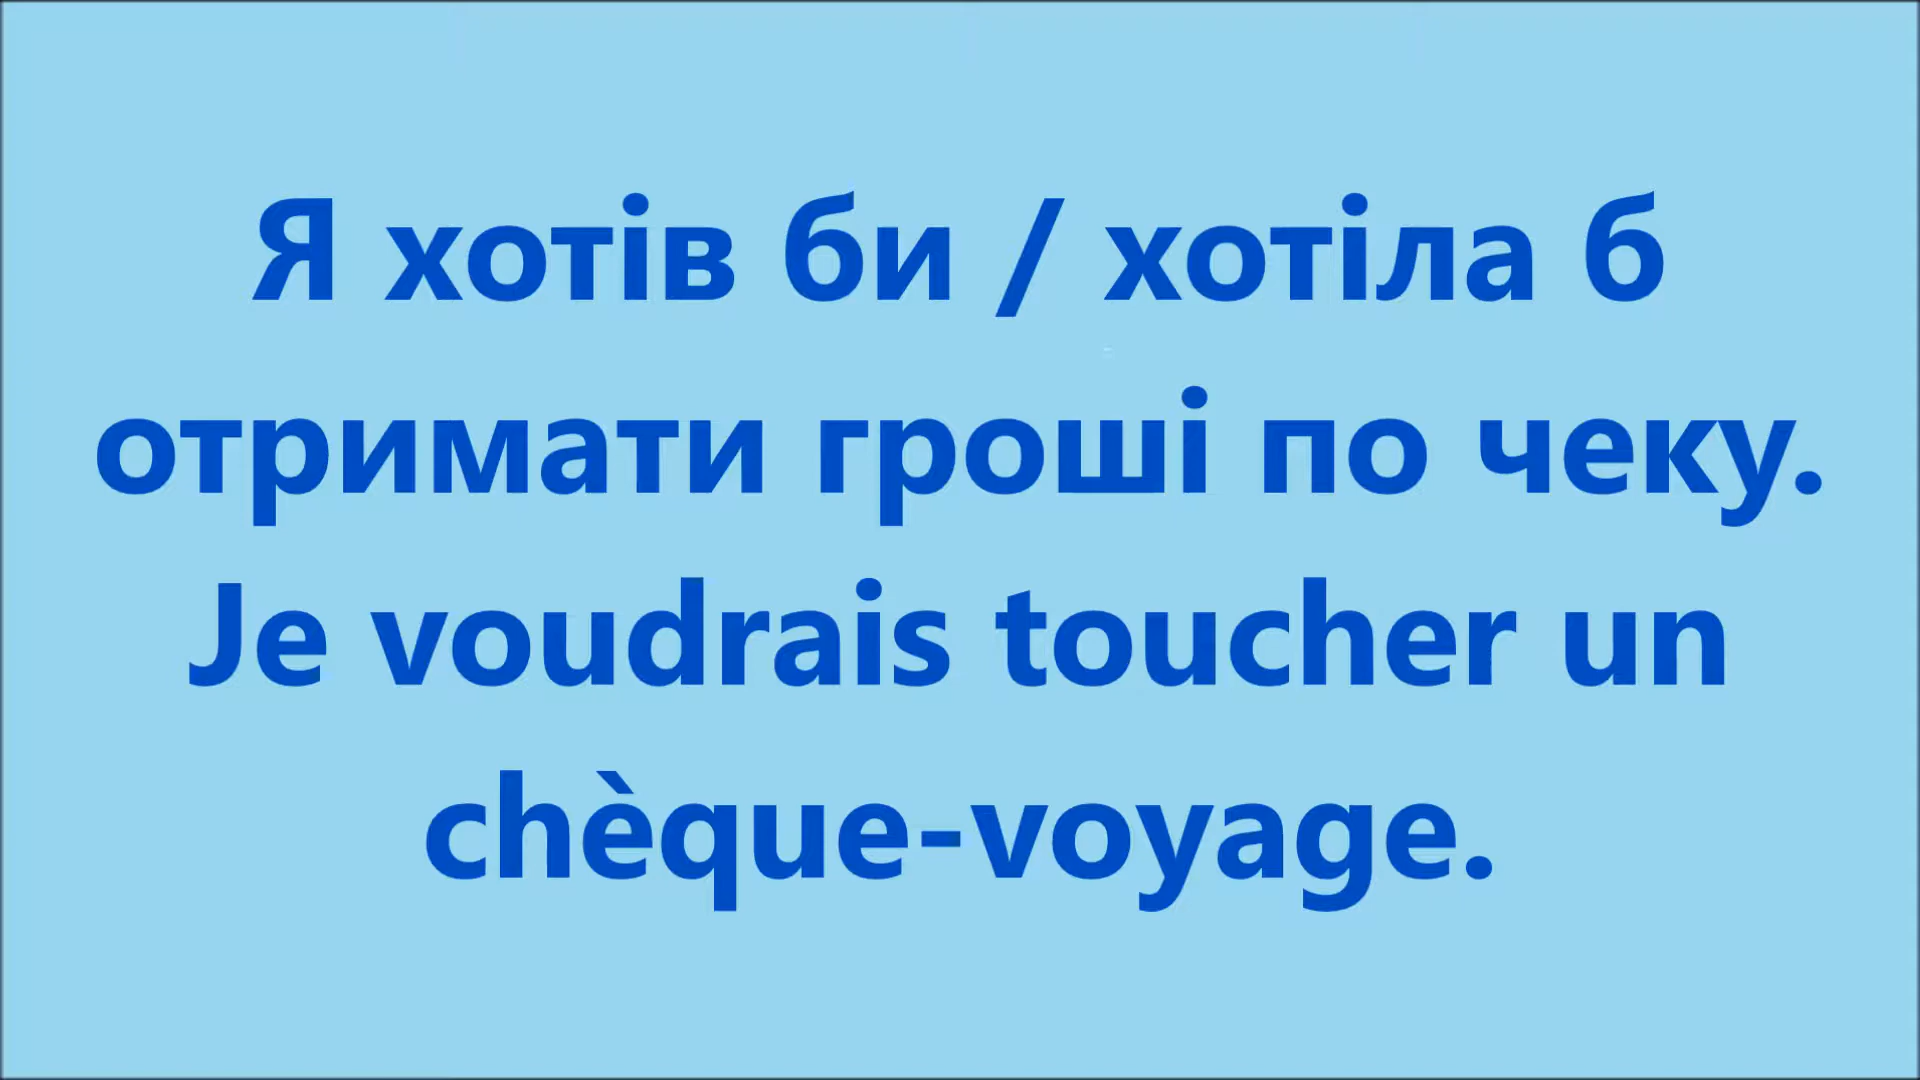 Я хотів би / хотіла б
отримати гроші по чеку.
Je voudrais toucher un
chèque-voyage.